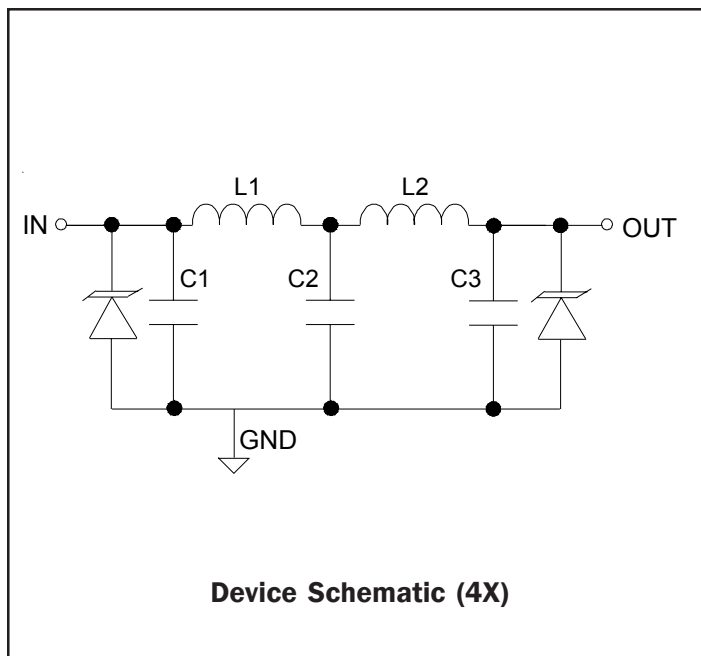 L1
L2
IN
OUT
C1
C2
C3
GND
Device Schematic (4X)